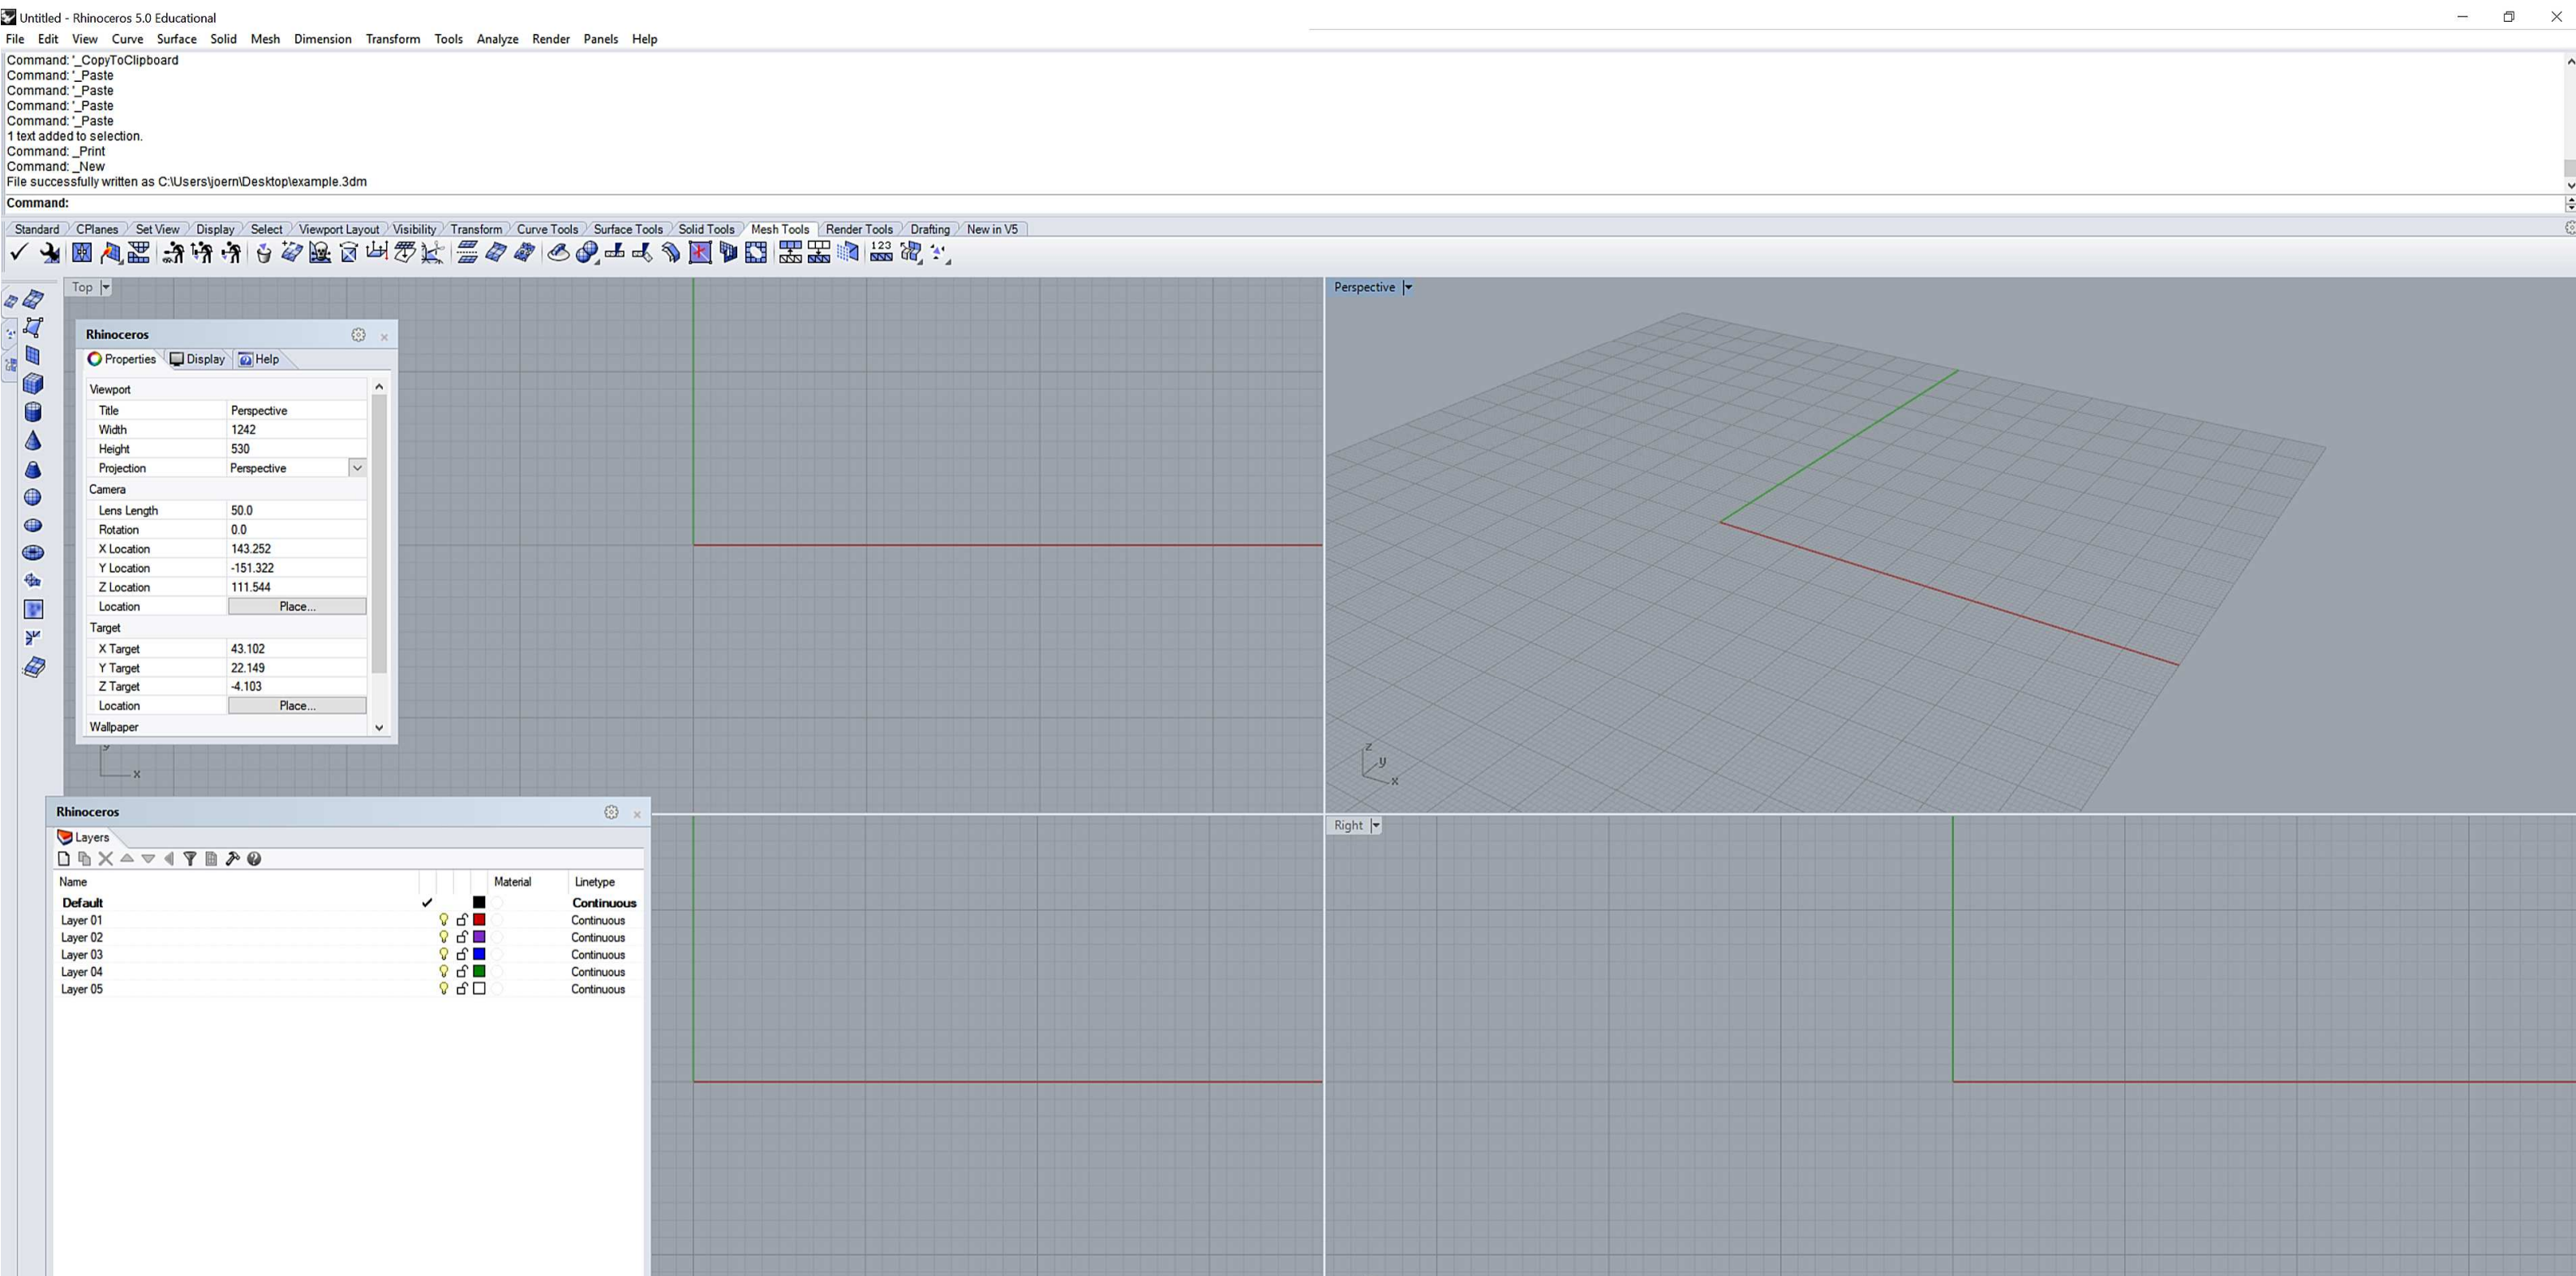 Untitled - Rhinoceros 5.0 Educational
File Edit View Curve Surface Solid Mesh Dimension Transform Tools Analyze Render Panels Help
Command: '_CopyToClipboard
Command: '_Paste
Command: '_Paste
Command: '_Paste
Command: '_Paste
1 text added to selection.
Command: _Print
Command: _New
File successfully written as C:\Users\joern\Desktop\example.3dm
Command:
Standard CPlanes Set View Display Select Viewport Layout Visibility Transform Curve Tools Surface Tools Solid Tools Mesh Tools Render Tools Drafting New in V5
123
Top
Perspective
Rhinoceros
Properties Display Help
Viewport
Title Perspective
Width 1242
Height 530
Projection Perspective
Camera
Lens Length 50.0
Rotation 0.0
X Location 143.252
Y Location -151.322
Z Location 111.544
Location Place...
Target
X Target 43.102
Y Target 22.149
Z Target -4.103
Location Place...
Wallpaper
y
x
z
y
x
Rhinoceros
Layers
Name Material Linetype
Default Continuous
Layer 01 Continuous
Layer 02 Continuous
Layer 03 Continuous
Layer 04 Continuous
Layer 05 Continuous
Right